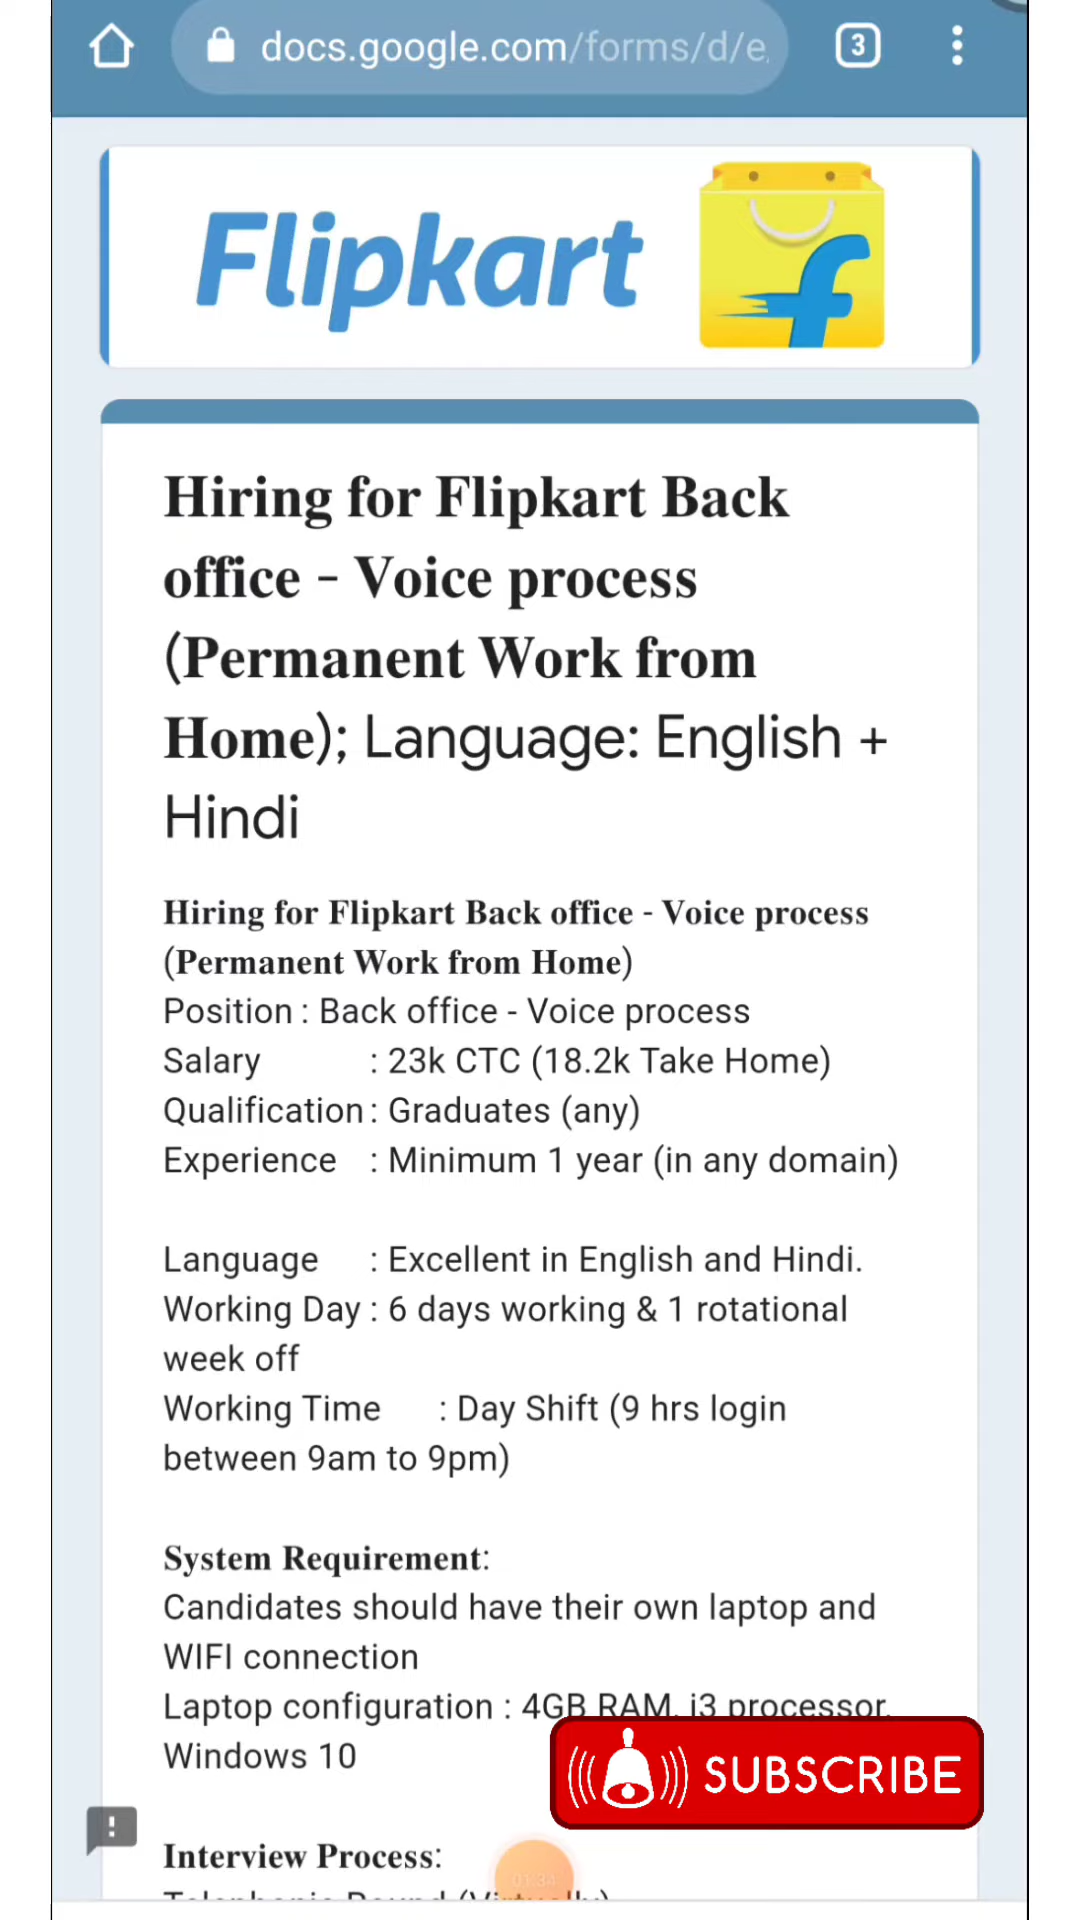 docs.google.com/forms/d/e
3
Flipkart
f
Hiring for Flipkart Back
office - Voice process
(Permanent Work from
Home); Language: English +
Hindi
Hiring for Flipkart Back office - Voice process
(Permanent Work from Home)
Position : Back office - Voice process
Salary : 23k CTC (18.2k Take Home)
Qualification : Graduates (any)
Experience : Minimum 1 year (in any domain)
Language : Excellent in English and Hindi.
Working Day : 6 days working & 1 rotational
week off
Working Time : Day Shift (9 hrs login
between 9am to 9pm)
System Requirement:
Candidates should have their own laptop and
WIFI connection
Laptop configuration : 4GB RAM, i3 processor,
Windows 10
SUBSCRIBE
Interview Process:
01:34
Telephonic Round (Virtually)